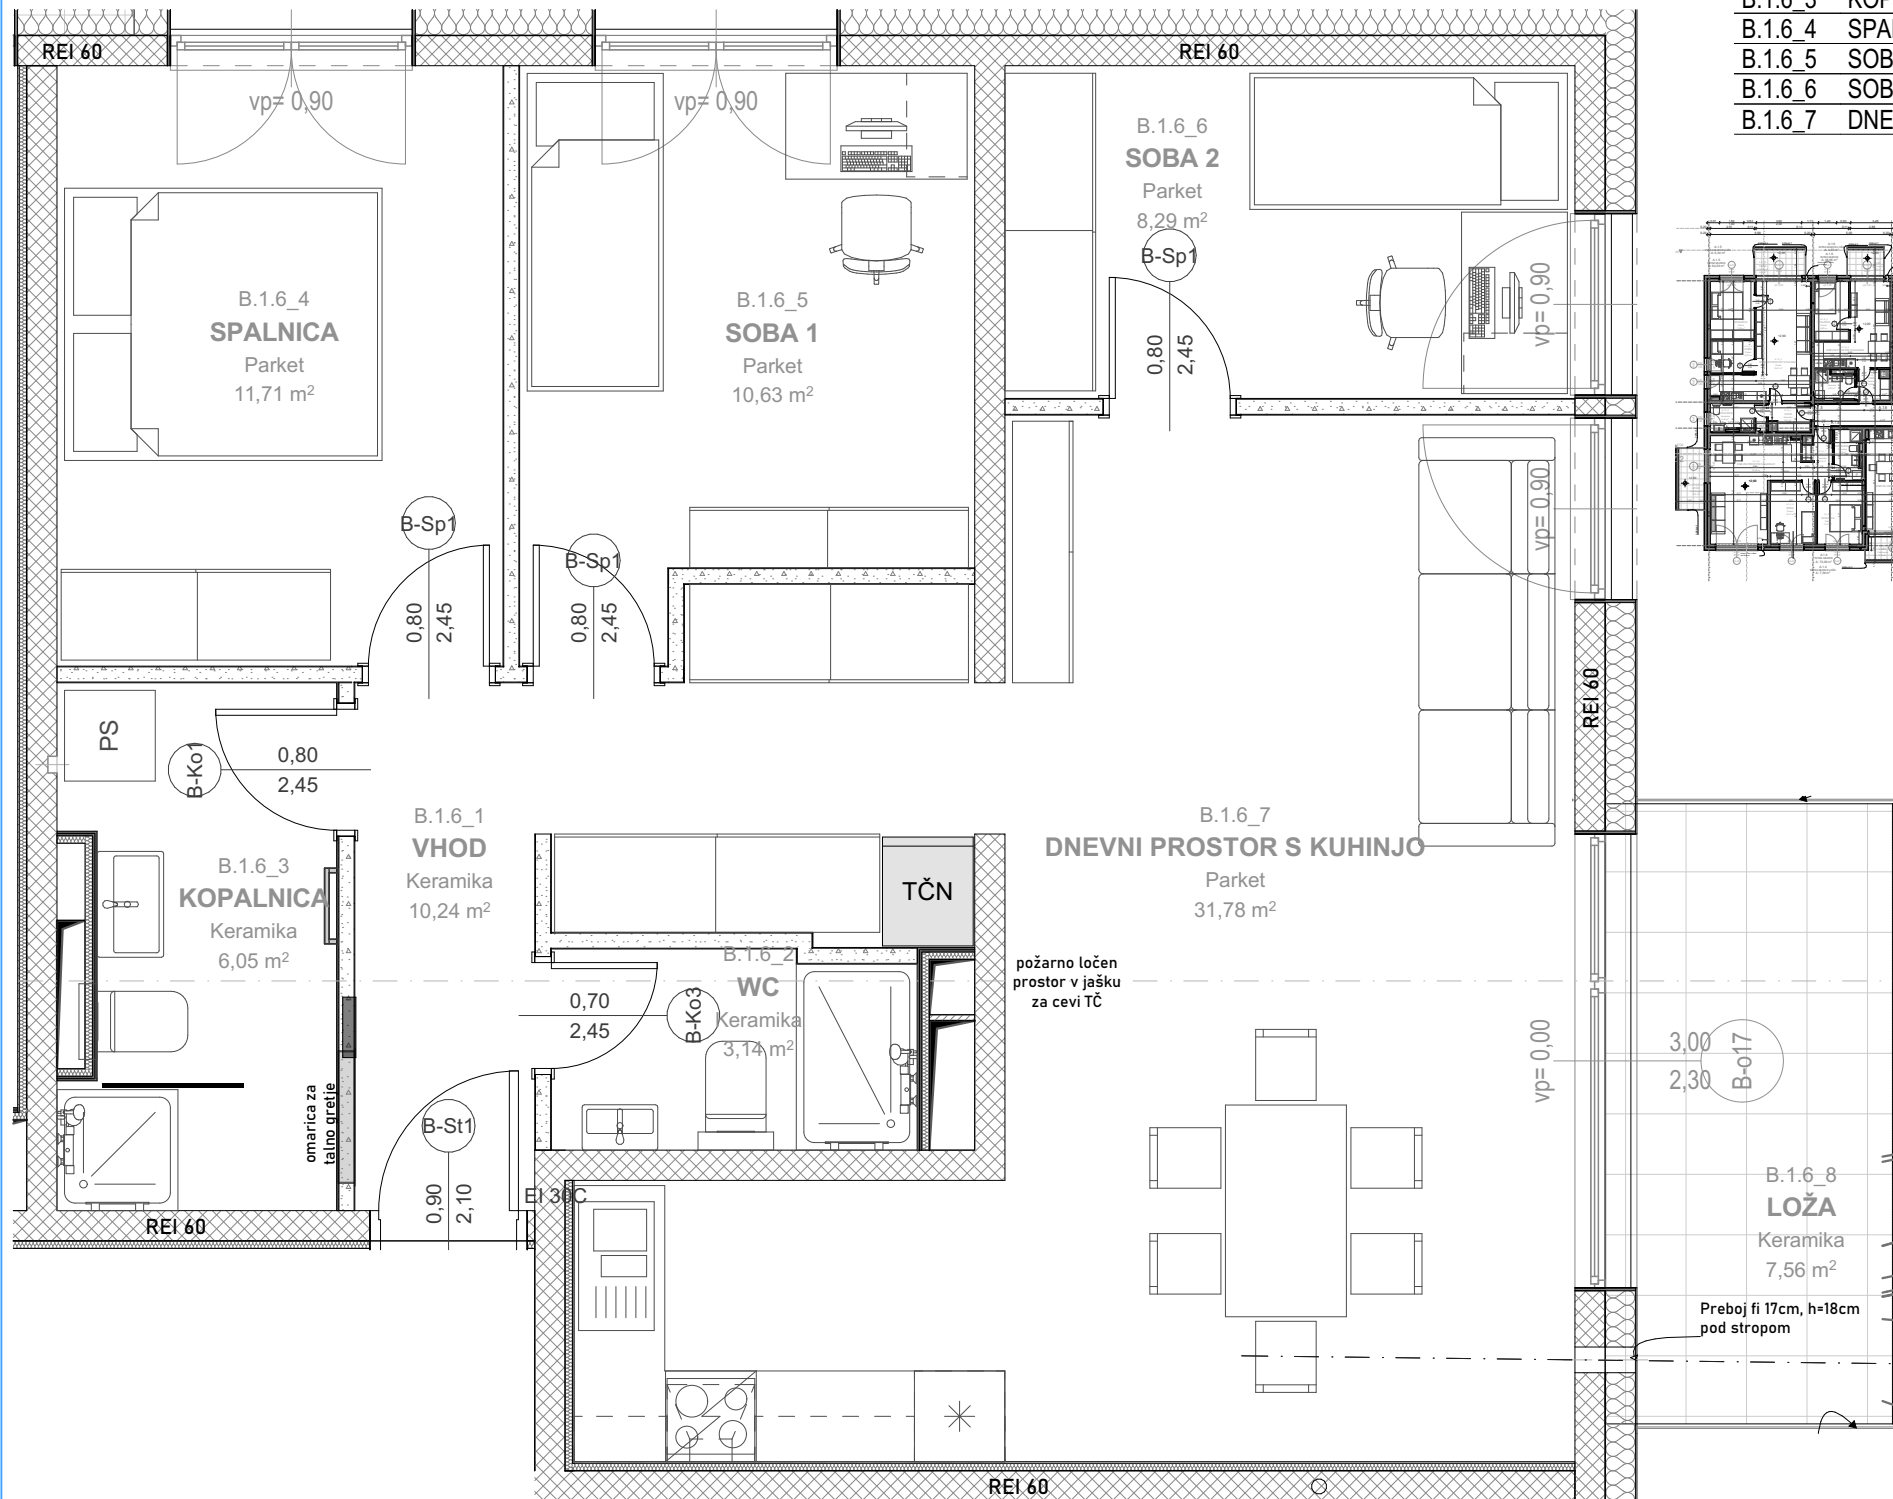 REI 60
vp= 0,90
vp= 0,90
REI 60
B.1.6_4
B.1.6_5
B.1.6_6
B.1.6_7
B.1.6_6
SOBA 2
Parket
8,29 m²
B-Sp1
0,80
2,45
vp= 0,90
B.1.6_4
SPALNICA
Parket
11,71 m²
B.1.6_5
SOBA 1
Parket
10,63 m²
B-Sp1
0,80
2,45
B-Sp1
0,80
2,45
vp= 0,90
REI 60
PS
B-Ko1
0,80
2,45
B.1.6_1
VHOD
Keramika
10,24 m²
B.1.6_3
KOPALNICA
Keramika
6,05 m²
TČN
B.1.6_7
DNEVNI PROSTOR S KUHINJO
Parket
31,78 m²
požarno ločen
prostor v jašku
za cevi TČ
B.1.6_2
WC
Keramika
3,14 m²
0,70
2,45
B-Ko3
vp= 0,00
3,00
2,30
B-o17
omarica za
talno gretje
B-St1
0,90
2,10
EI 30C
REI 60
B.1.6_8
LOŽA
Keramika
7,56 m²
Preboj fi 17cm, h=18cm
pod stropom
REI 60